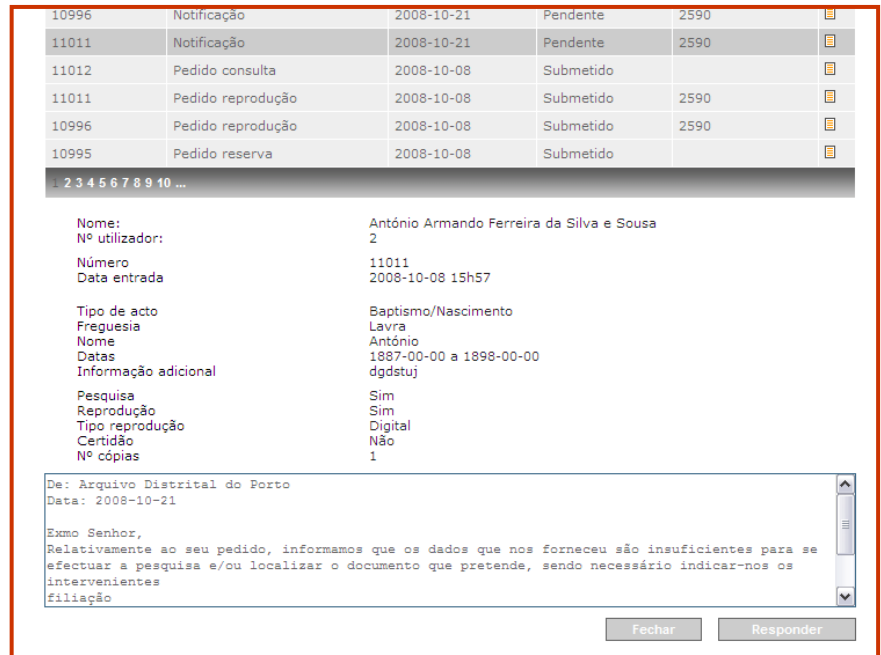 10996 Notificação 2008-10-21 Pendente 2590
11011 Notificação 2008-10-21 Pendente 2590
11012 Pedido consulta 2008-10-08 Submetido
11011 Pedido reprodução 2008-10-08 Submetido 2590
10996 Pedido reprodução 2008-10-08 Submetido 2590
10995 Pedido reserva 2008-10-08 Submetido
1 2 3 4 5 6 7 8 9 10 ...
Nome: António Armando Ferreira da Silva e Sousa
Nº utilizador: 2
Número 11011
Data entrada 2008-10-08 15h57
Tipo de acto Baptismo/Nascimento
Freguesia Lavra
Nome António
Datas 1887-00-00 a 1898-00-00
Informação adicional dgdstuj
Pesquisa Sim
Reprodução Sim
Tipo reprodução Digital
Certidão Não
Nº cópias 1
De: Arquivo Distrital do Porto
Data: 2008-10-21
Exmo Senhor,
Relativamente ao seu pedido, informamos que os dados que nos forneceu são insuficientes para se
efectuar a pesquisa e/ou localizar o documento que pretende, sendo necessário indicar-nos os
intervenientes
filiação
Fechar Responder